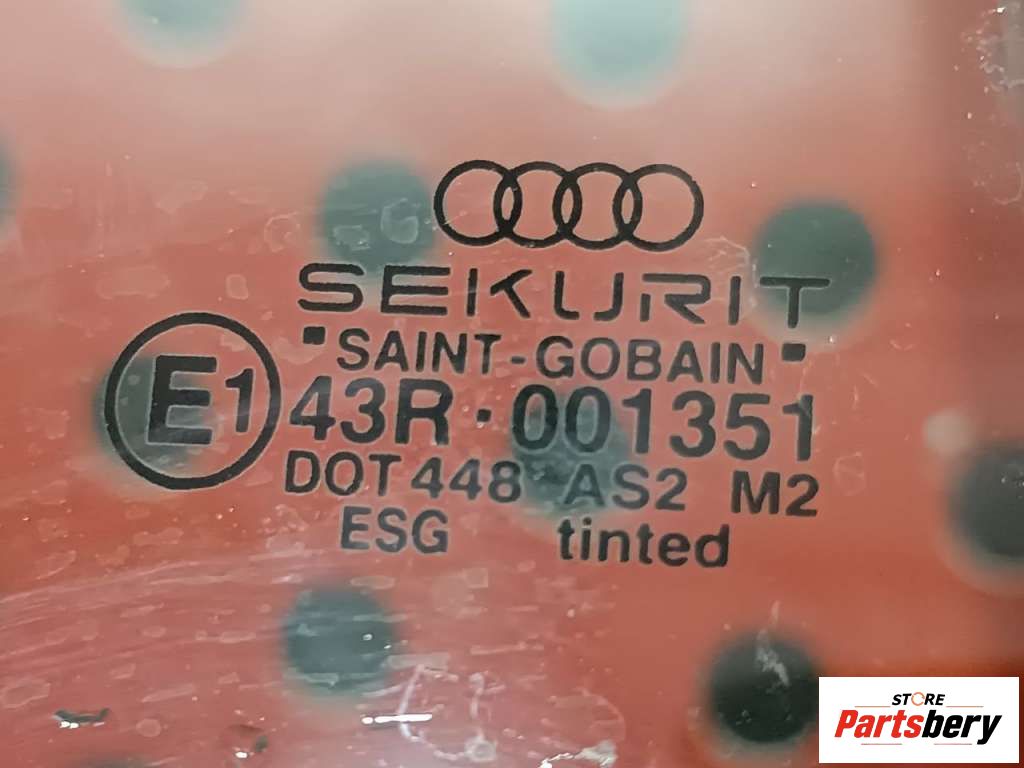 SEKURIT
SAINT-GOBAIN
E1 43R·001351
DOT 448 AS2 M2
ESG tinted
STORE
Partsbery